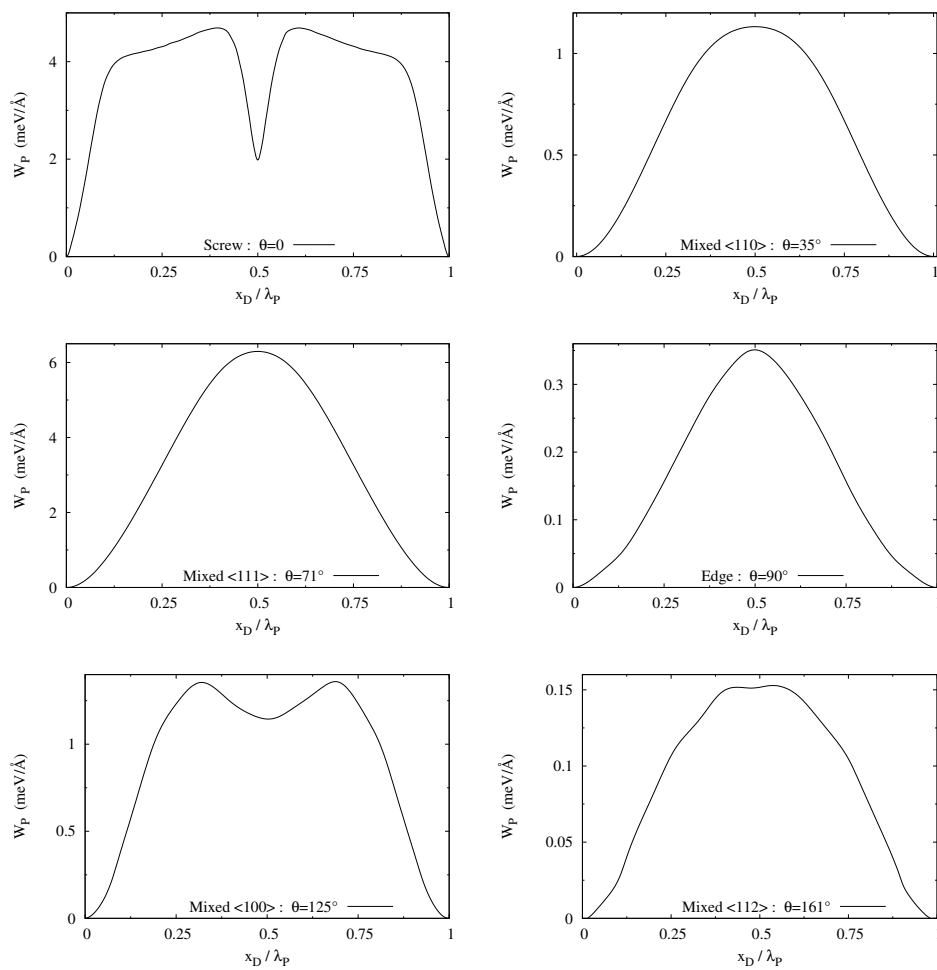 W_P (meV/Å)
4
2
0
Screw : θ=0
0 0.25 0.5 0.75 1
x_D / λ_P
W_P (meV/Å)
1
0.5
0
Mixed <110> : θ=35°
0 0.25 0.5 0.75 1
x_D / λ_P
W_P (meV/Å)
6
4
2
0
Mixed <111> : θ=71°
0 0.25 0.5 0.75 1
x_D / λ_P
W_P (meV/Å)
0.3
0.2
0.1
0
Edge : θ=90°
0 0.25 0.5 0.75 1
x_D / λ_P
W_P (meV/Å)
1
0.5
0
Mixed <100> : θ=125°
0 0.25 0.5 0.75 1
x_D / λ_P
W_P (meV/Å)
0.15
0.1
0.05
0
Mixed <112> : θ=161°
0 0.25 0.5 0.75 1
x_D / λ_P